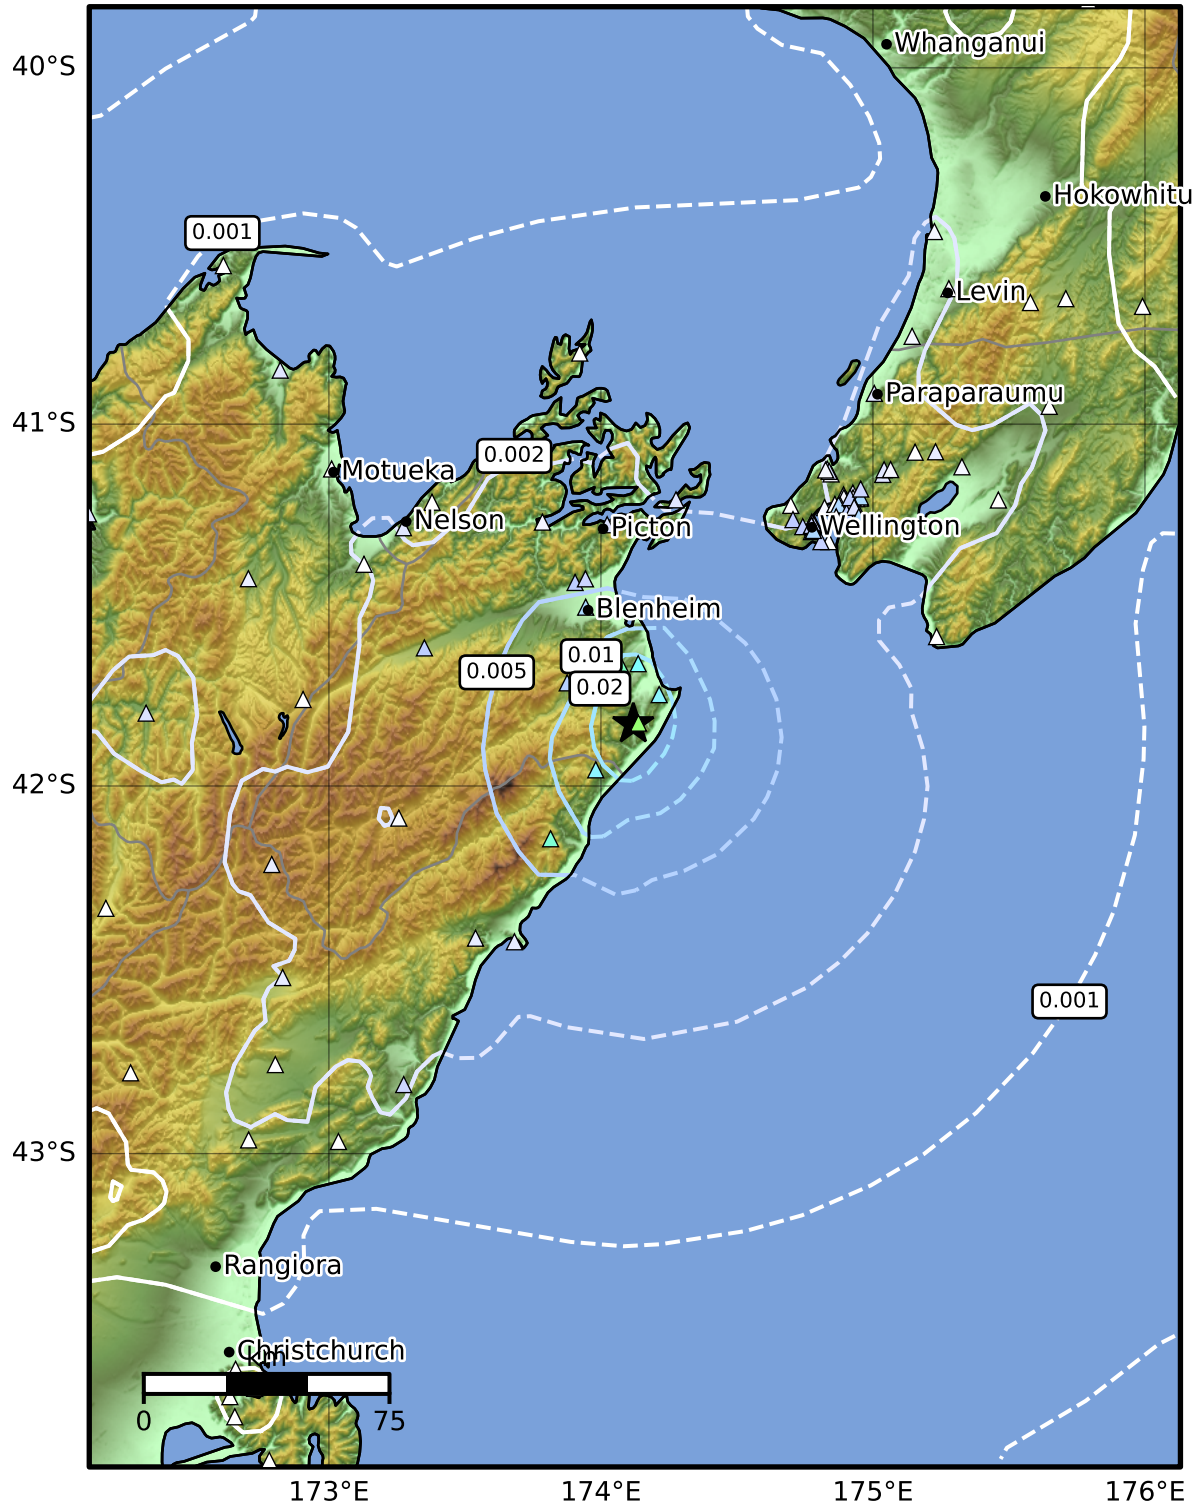 Whanganui
40°S
Hokowhitu
0.001
Levin
Paraparaumu
41°S
0.002
Motueka
Nelson
Picton
Wellington
Blenheim
0.01
0.005
0.02
42°S
0.001
43°S
Rangiora
Christchurch
km
0 75
173°E 174°E 175°E 176°E